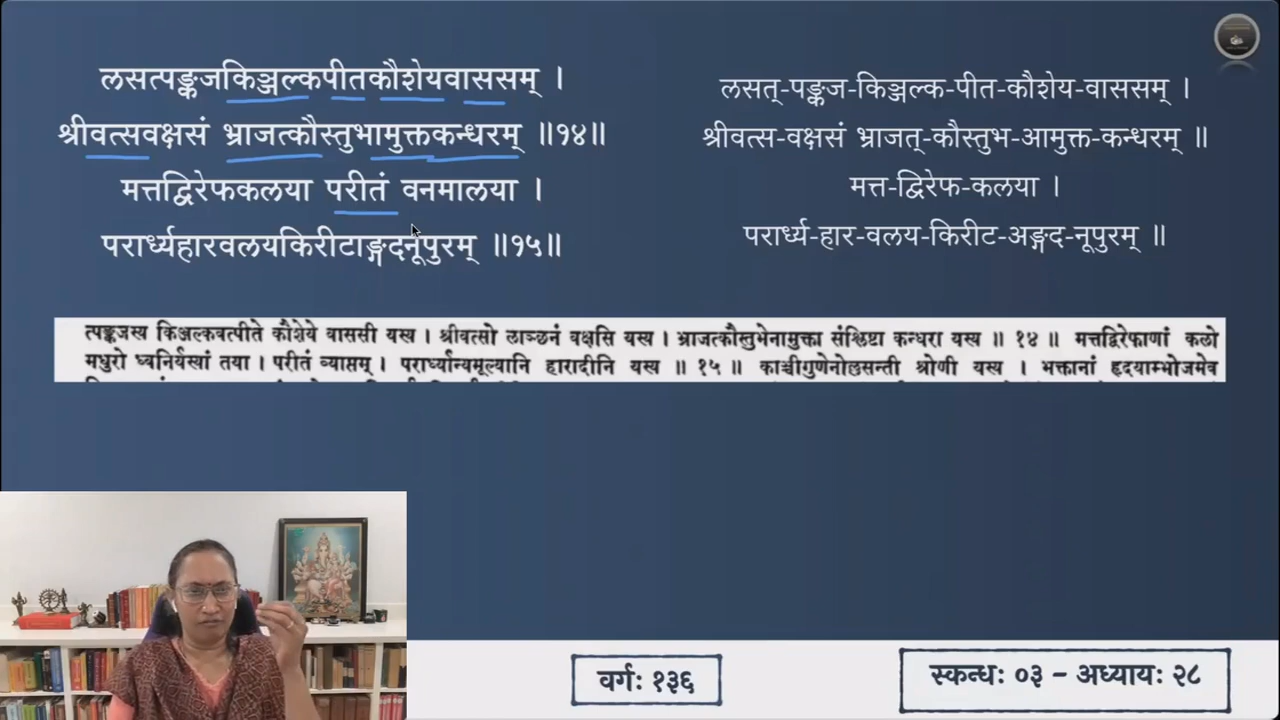 लसत्पङ्कजकिञ्जल्कपीतकौशेयवाससम् ।
श्रीवत्सवक्षसं भ्राजत्कौस्तुभामुक्तकन्धरम् ॥१४॥
मत्तद्विरेफकलया परीतं वनमालया ।
परार्ध्यहारवलयकिरीटाङ्गदनूपुरम् ॥१५॥
लसत्-पङ्कज-किञ्जल्क-पीत-कौशेय-वाससम् ।
श्रीवत्स-वक्षसं भ्राजत्-कौस्तुभ-आमुक्त-कन्धरम् ॥
मत्त-द्विरेफ-कलया ।
परार्ध्य-हार-वलय-किरीट-अङ्गद-नूपुरम् ॥
त्पङ्कजस्य किञ्जल्कवत्पीते कौशेये वाससी यस्य । श्रीवत्सो लाञ्छनं वक्षसि यस्य । भ्राजत्कौस्तुभेनामुक्ता संश्लिष्टा कन्धरा यस्य ॥ १४ ॥ मत्तद्विरेफाणां कलो
मधुरो ध्वनिर्यस्यां तया । परीतं व्याप्तम् । परार्ध्यान्यमूल्यानि हारादीनि यस्य ॥ १५ ॥ काञ्चीगुणेनोल्लसन्ती श्रोणी यस्य । भक्तानां हृदयाम्भोजमेव
वर्गः १३६
स्कन्धः ०३ – अध्यायः २८